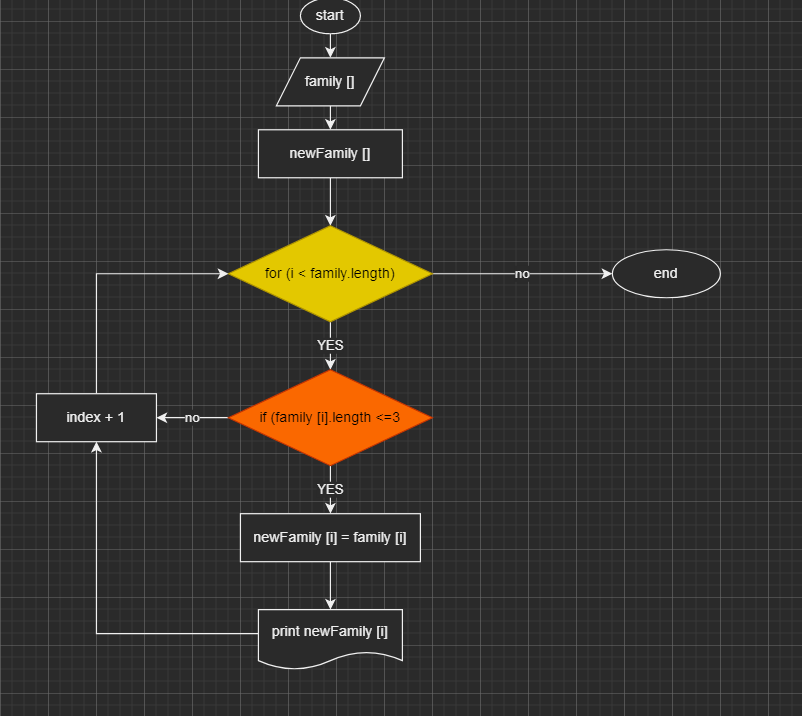 start
family []
newFamily []
for (i < family.length)
no
end
YES
if (family [i].length <=3
no
index + 1
YES
newFamily [i] = family [i]
print newFamily [i]